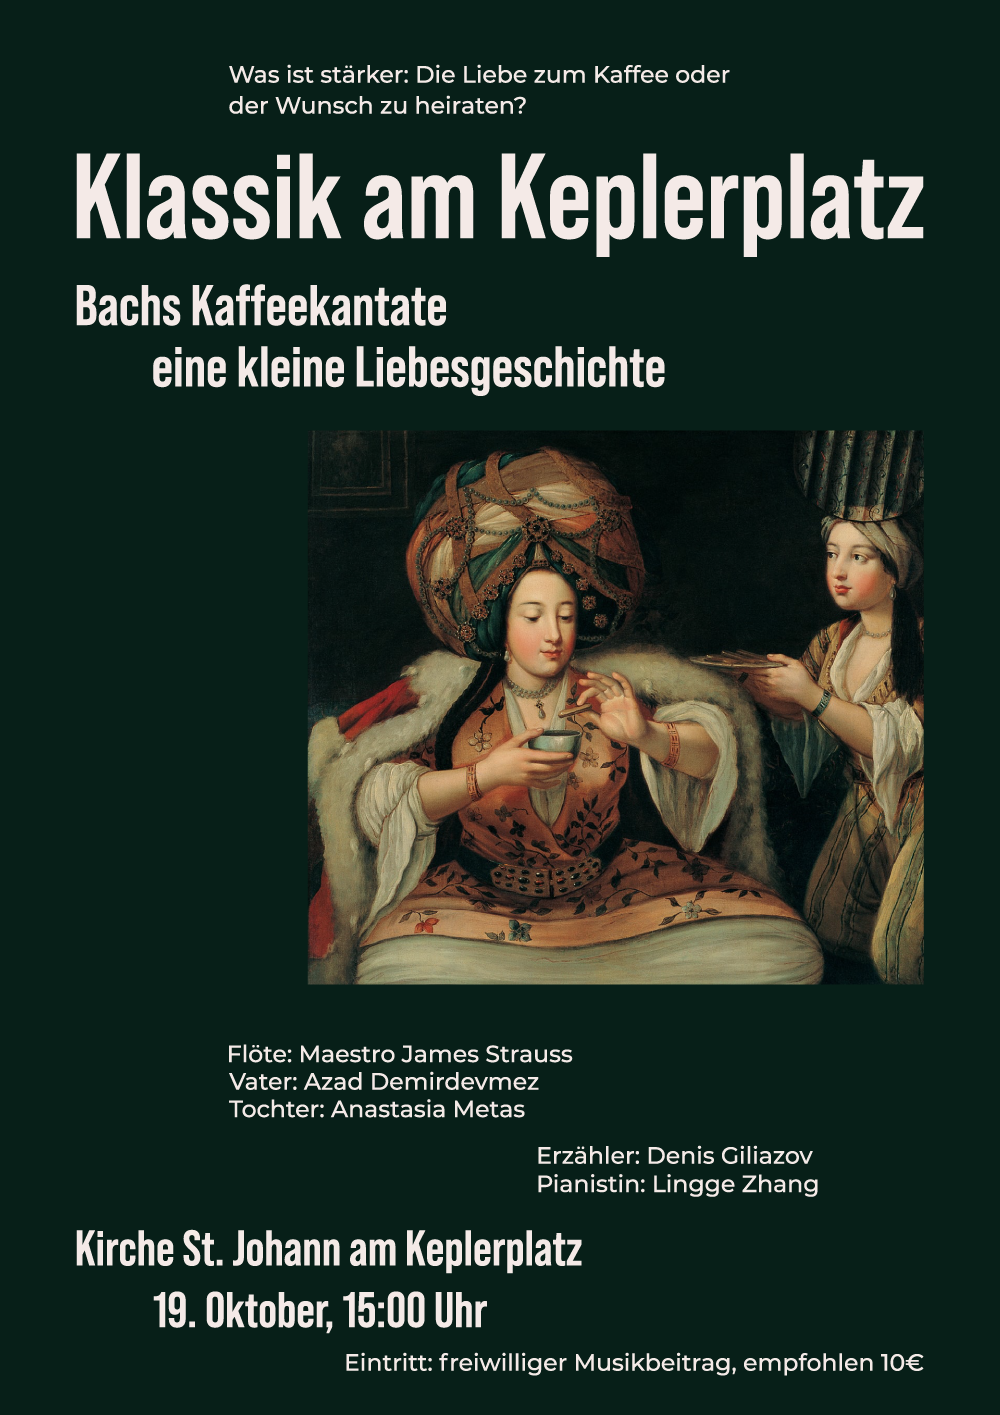 Was ist stärker: Die Liebe zum Kaffee oder
der Wunsch zu heiraten?
Klassik am Keplerplatz
Bachs Kaffeekantate
eine kleine Liebesgeschichte
Flöte: Maestro James Strauss
Vater: Azad Demirdevmez
Tochter: Anastasia Metas
Erzähler: Denis Giliazov
Pianistin: Lingge Zhang
Kirche St. Johann am Keplerplatz
19. Oktober, 15:00 Uhr
Eintritt: freiwilliger Musikbeitrag, empfohlen 10€